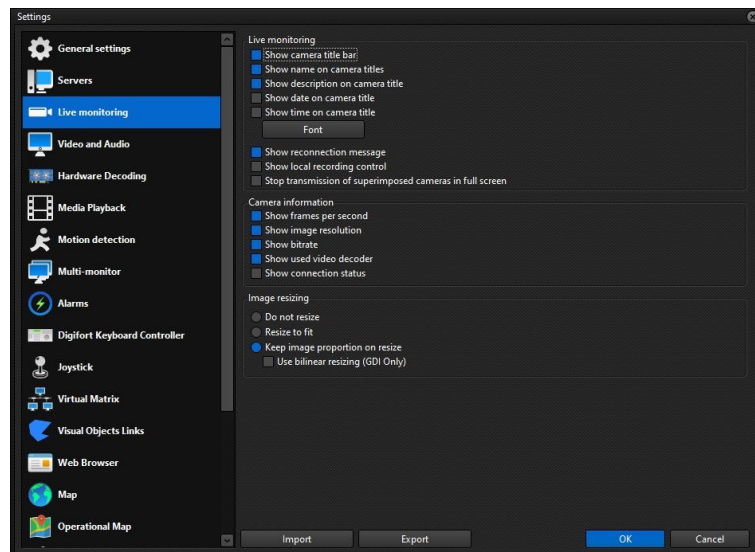 Settings
General settings
Servers
Live monitoring
Video and Audio
Hardware Decoding
Media Playback
Motion detection
Multi-monitor
Alarms
Digifort Keyboard Controller
Joystick
Virtual Matrix
Visual Objects Links
Web Browser
Map
Operational Map
Live monitoring
Show camera title bar
Show name on camera titles
Show description on camera title
Show date on camera title
Show time on camera title
Font
Show reconnection message
Show local recording control
Stop transmission of superimposed cameras in full screen
Camera information
Show frames per second
Show image resolution
Show bitrate
Show used video decoder
Show connection status
Image resizing
Do not resize
Resize to fit
Keep image proportion on resize
Use bilinear resizing (GDI Only)
Import
Export
OK
Cancel